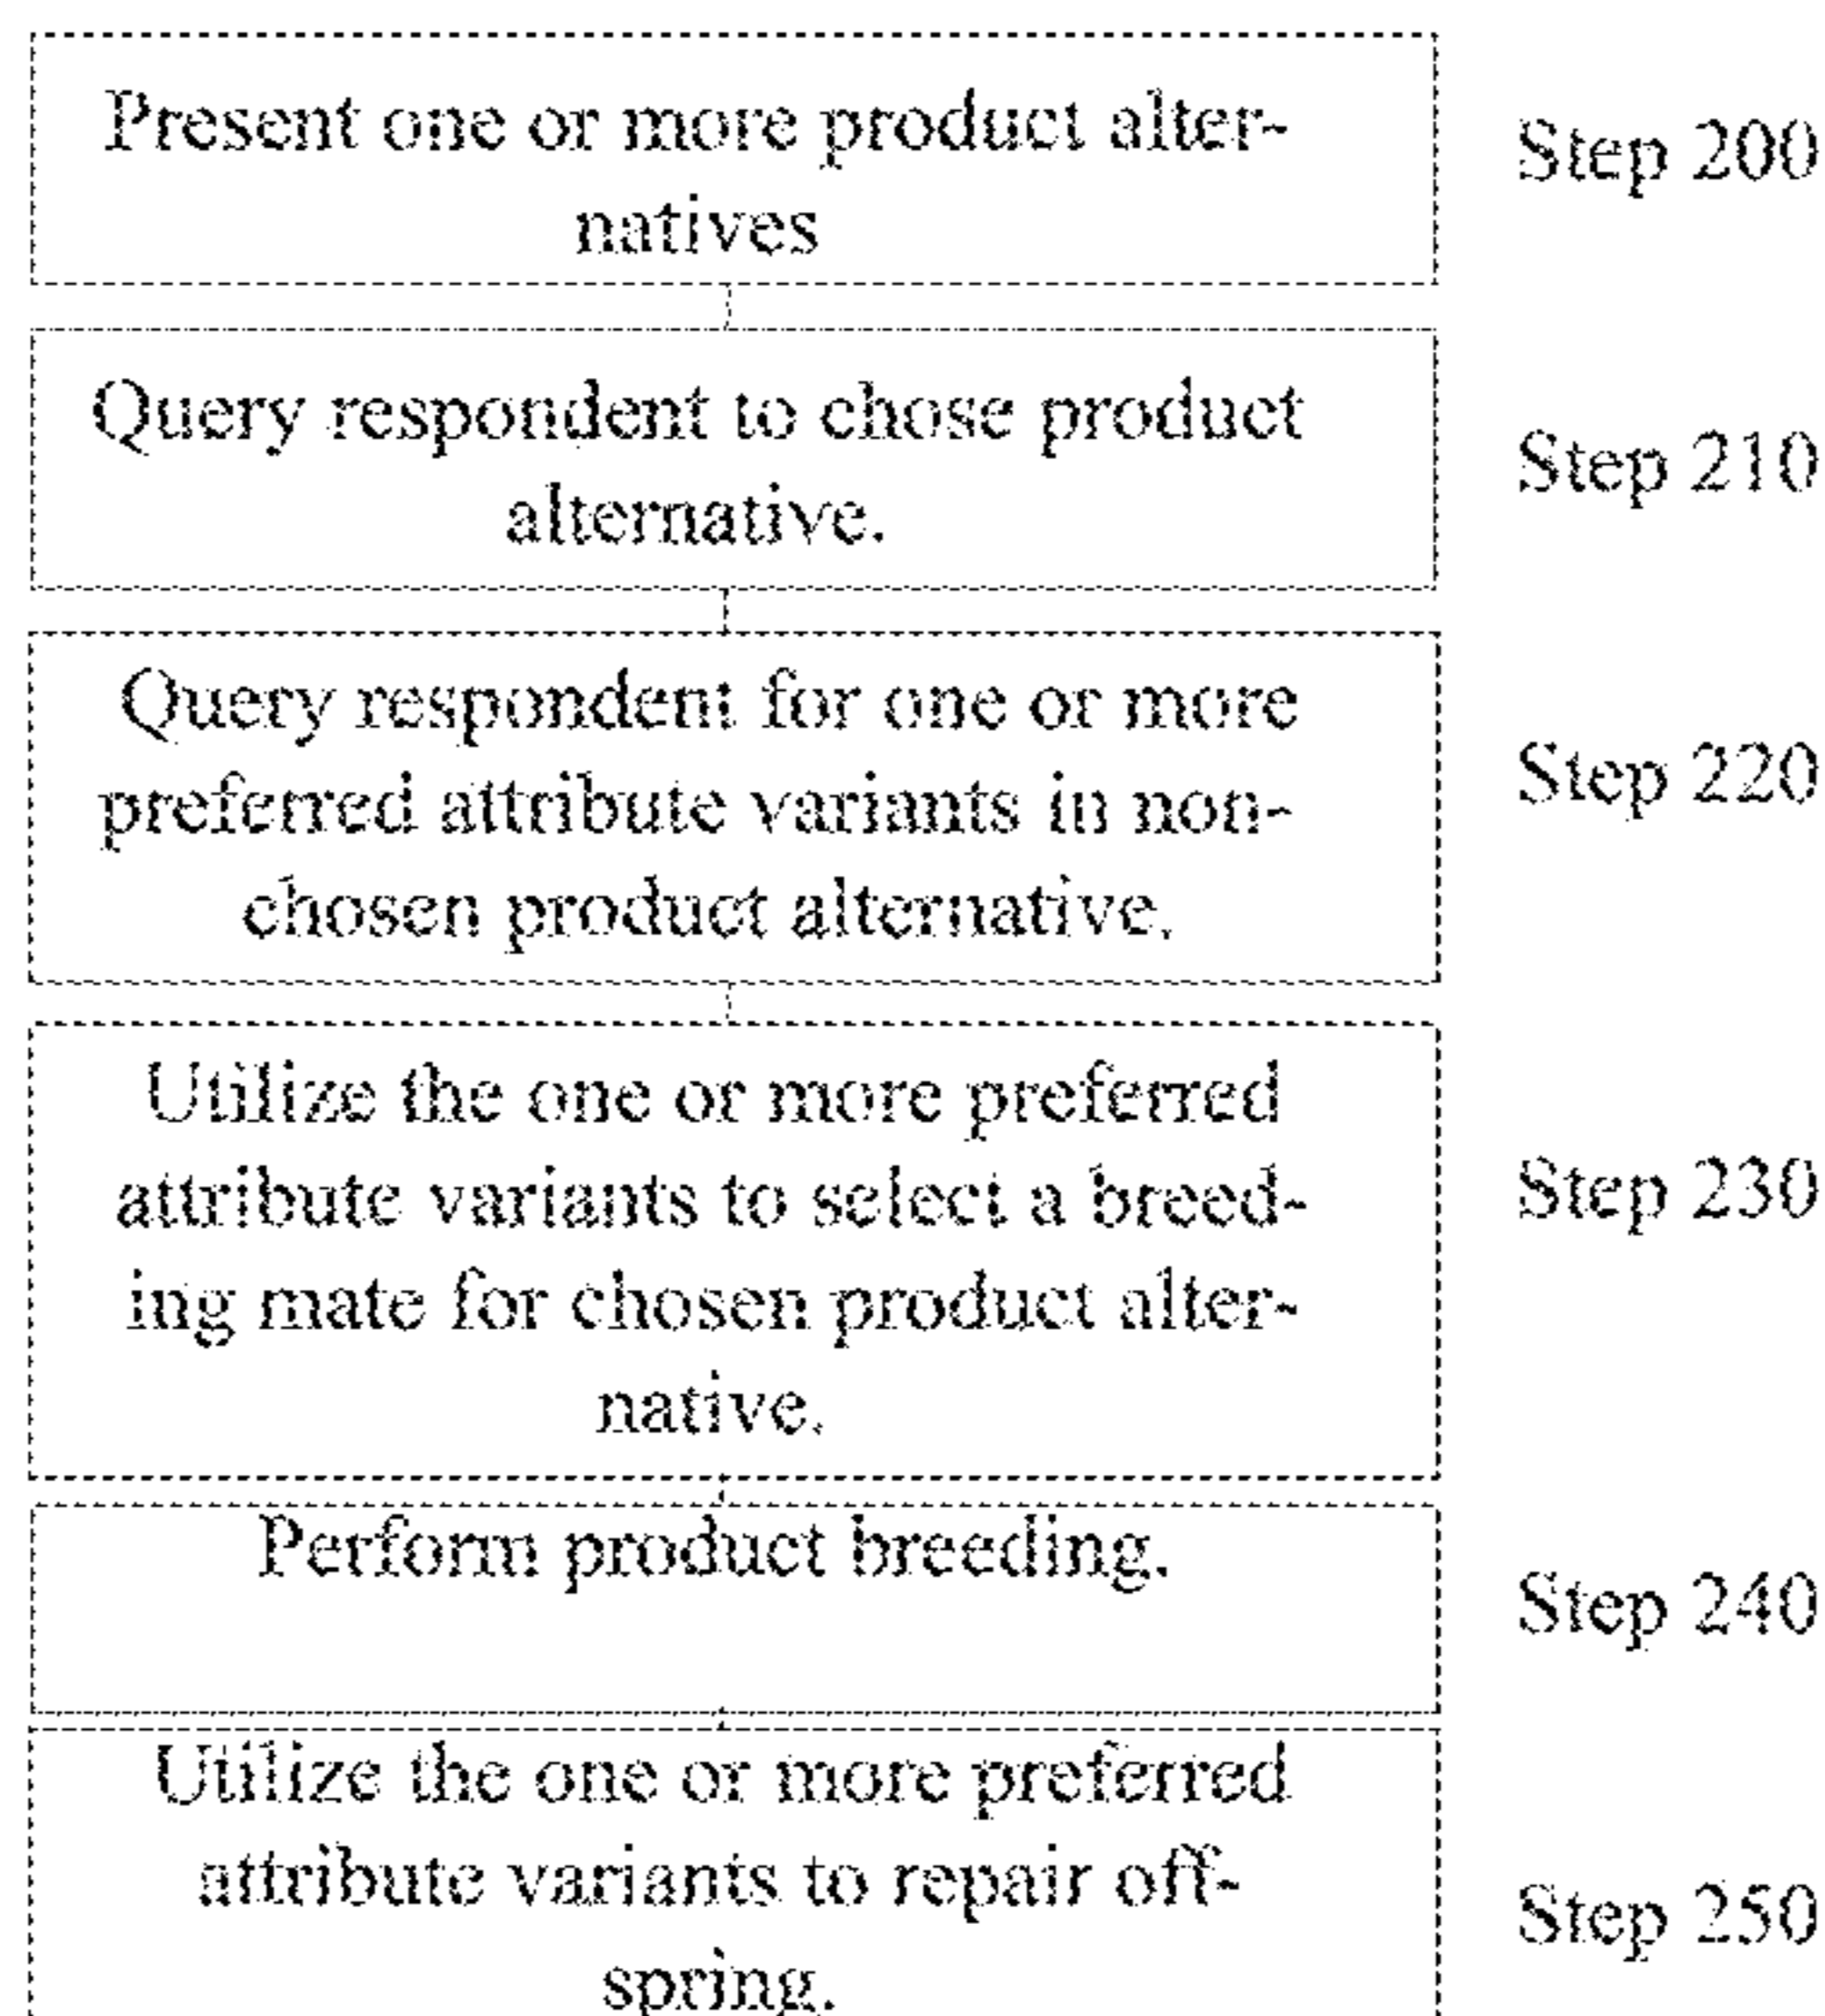 Present one or more product alter-
natives
Step 200
Query respondent to chose product
alternative.
Step 210
Query respondent for one or more
preferred attribute variants in non-
chosen product alternative.
Step 220
Utilize the one or more preferred
attribute variants to select a breed-
ing mate for chosen product alter-
native.
Step 230
Perform product breeding.
Step 240
Utilize the one or more preferred
attribute variants to repair off-
spring.
Step 250